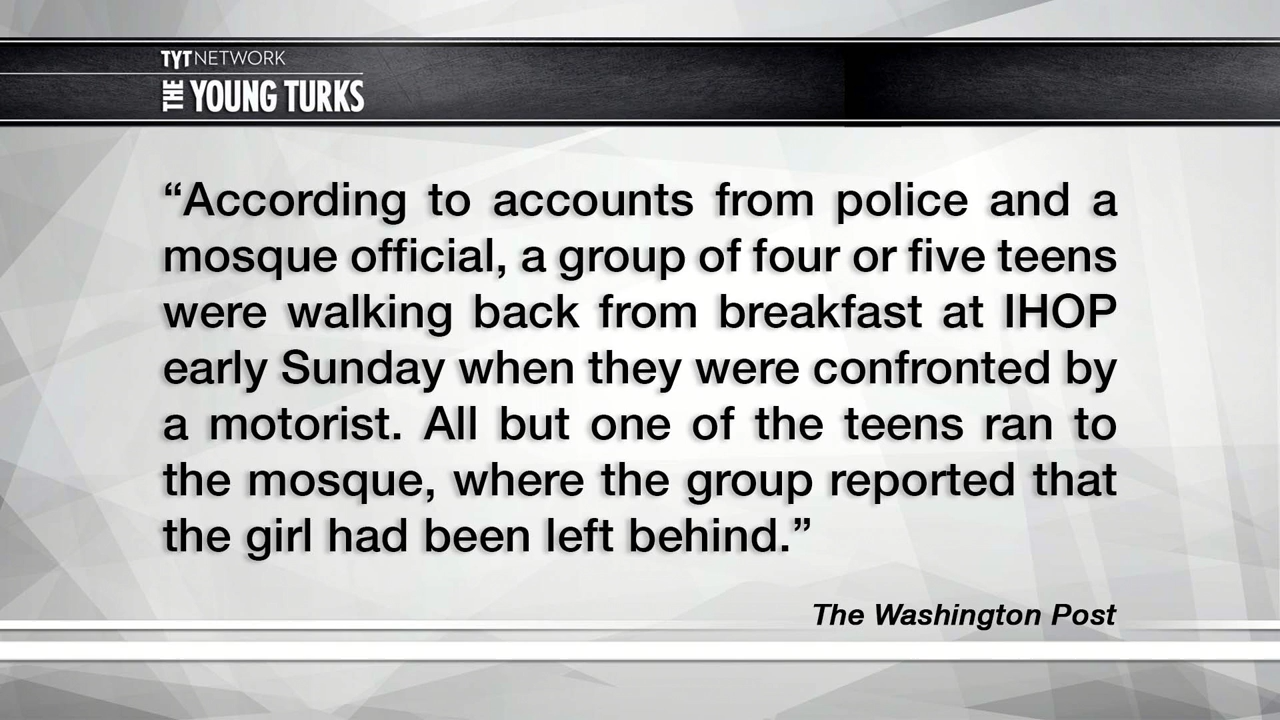 TYT NETWORK
THE YOUNG TURKS
“According to accounts from police and a
mosque official, a group of four or five teens
were walking back from breakfast at IHOP
early Sunday when they were confronted by
a motorist. All but one of the teens ran to
the mosque, where the group reported that
the girl had been left behind.”
The Washington Post